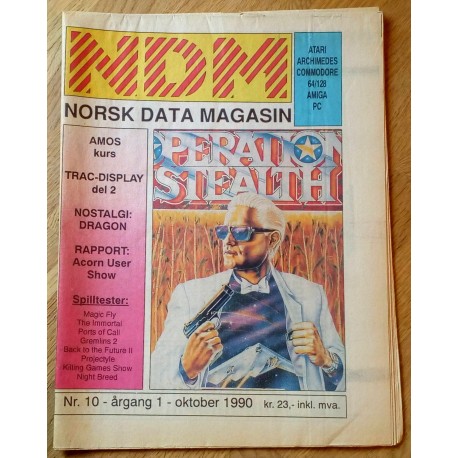 NDM
NORSK DATA MAGASIN
ATARI
ARCHIMEDES
COMMODORE
64/128
AMIGA
PC
AMOS
kurs
TRAC-DISPLAY
del 2
NOSTALGI:
DRAGON
RAPPORT:
Acorn User
Show
Spilltester:
Magic Fly
The Immortal
Ports of Call
Gremlins 2
Back to the Future II
Projectyle
Killing Games Show
Night Breed
OPERATION
STEALTH
Nr. 10 - årgang 1 - oktober 1990 kr. 23,- inkl. mva.